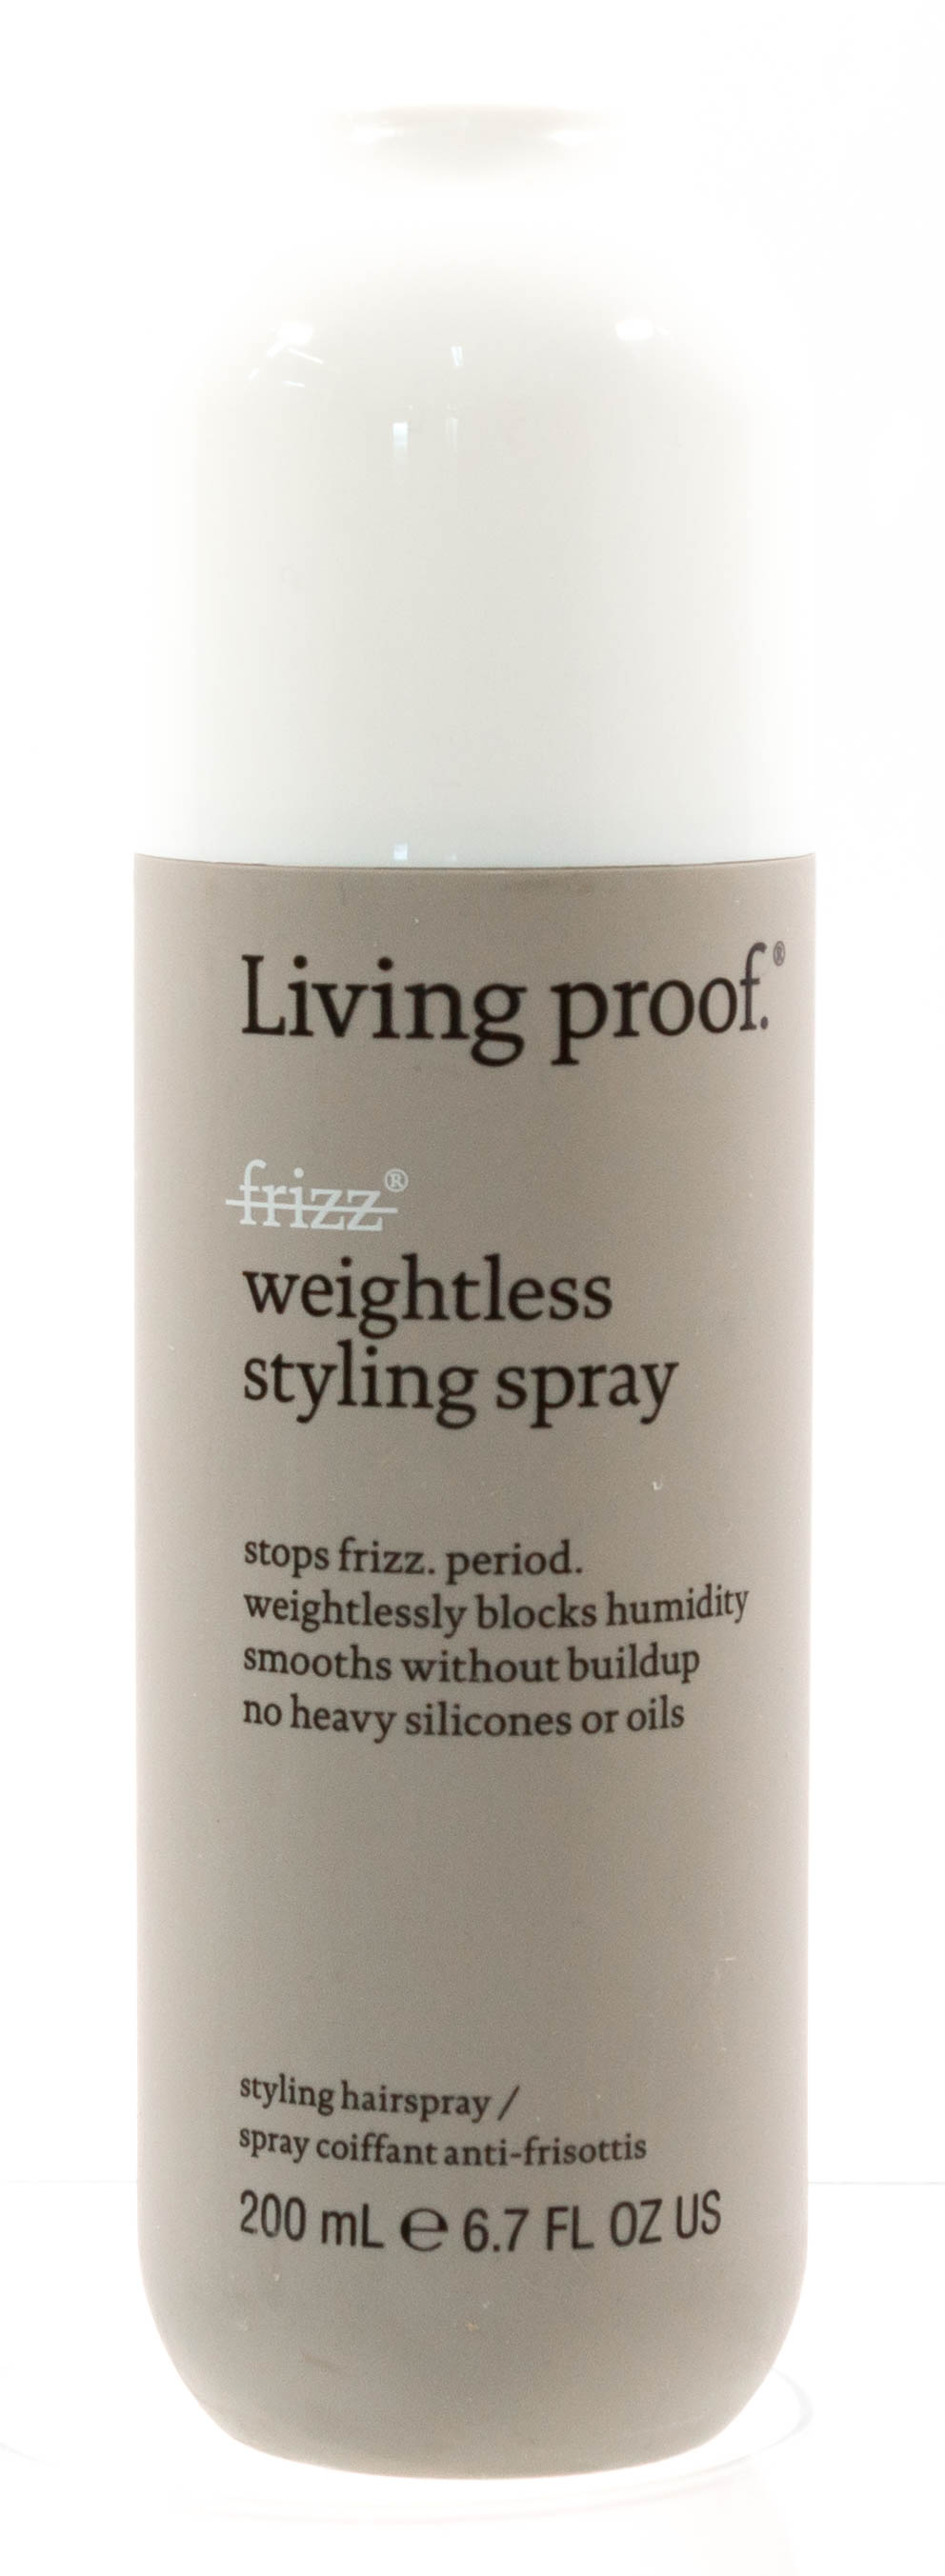 Living proof.®
frizz®
weightless
styling spray
stops frizz. period.
weightlessly blocks humidity
smooths without buildup
no heavy silicones or oils
styling hairspray /
spray coiffant anti-frisottis
200 mL ℮ 6.7 FL OZ US